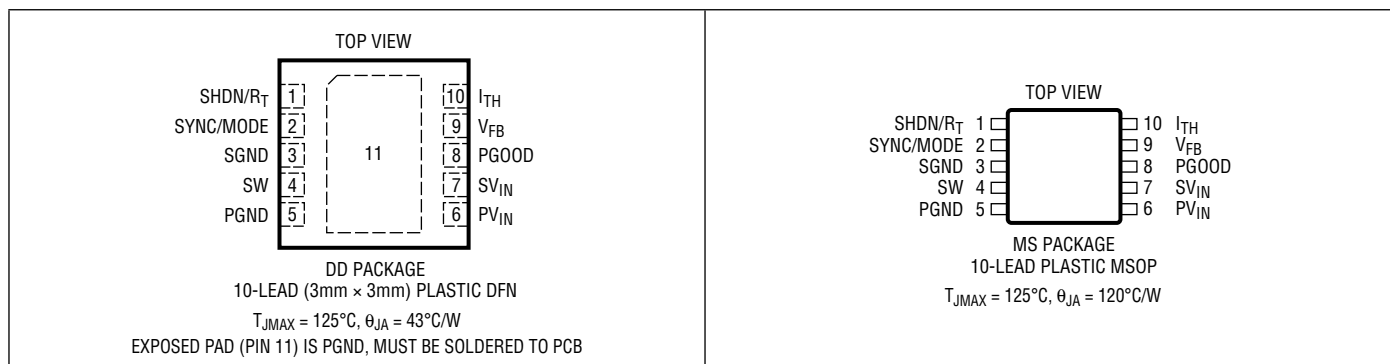 TOP VIEW
SHDN/RT 1
SYNC/MODE 2
SGND 3
SW 4
PGND 5
11
10 ITH
9 VFB
8 PGOOD
7 SVIN
6 PVIN
DD PACKAGE
10-LEAD (3mm × 3mm) PLASTIC DFN
TJMAX = 125°C, θJA = 43°C/W
EXPOSED PAD (PIN 11) IS PGND, MUST BE SOLDERED TO PCB
TOP VIEW
SHDN/RT 1
SYNC/MODE 2
SGND 3
SW 4
PGND 5
10 ITH
9 VFB
8 PGOOD
7 SVIN
6 PVIN
MS PACKAGE
10-LEAD PLASTIC MSOP
TJMAX = 125°C, θJA = 120°C/W